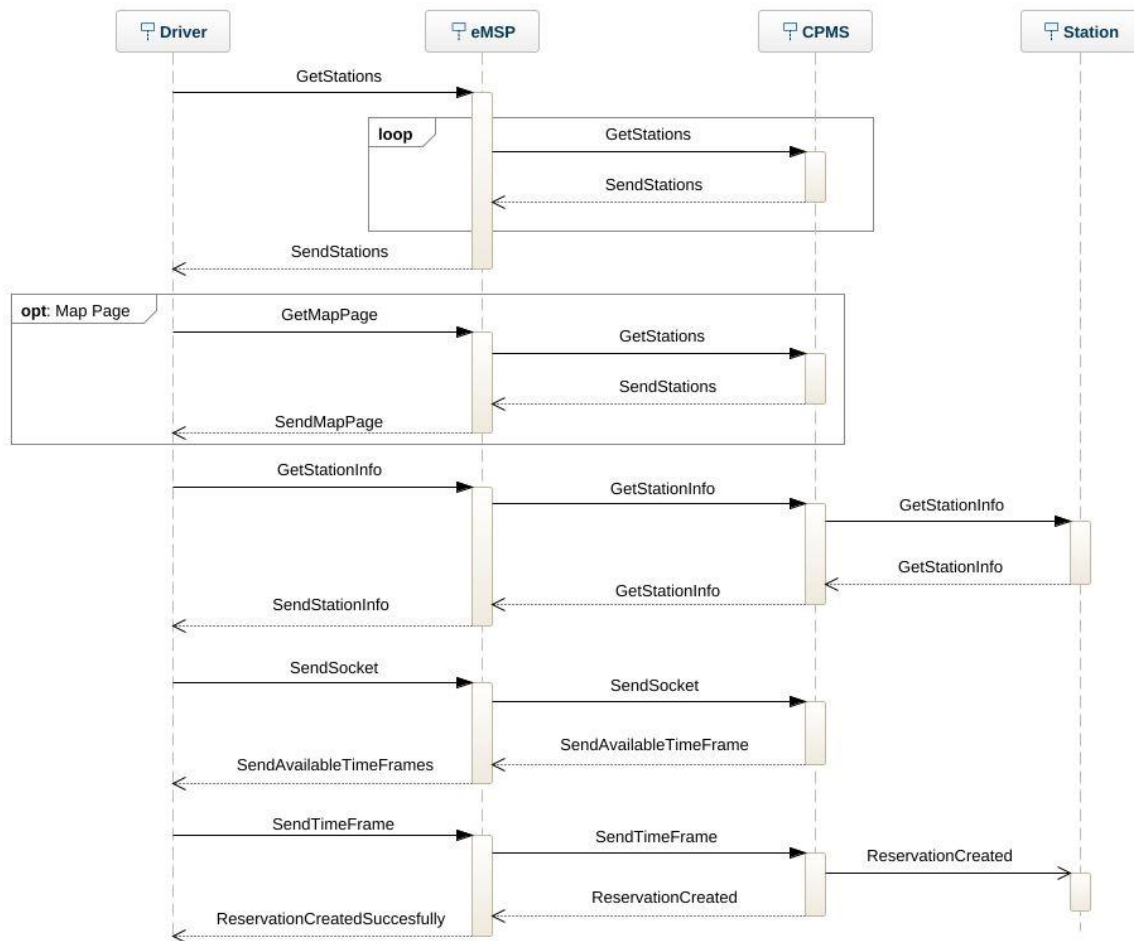 Driver
eMSP
CPMS
Station
GetStations
loop
GetStations
SendStations
SendStations
opt: Map Page
GetMapPage
GetStations
SendStations
SendMapPage
GetStationInfo
GetStationInfo
GetStationInfo
GetStationInfo
GetStationInfo
SendStationInfo
SendSocket
SendSocket
SendAvailableTimeFrame
SendAvailableTimeFrames
SendTimeFrame
SendTimeFrame
ReservationCreated
ReservationCreated
ReservationCreatedSuccesfully